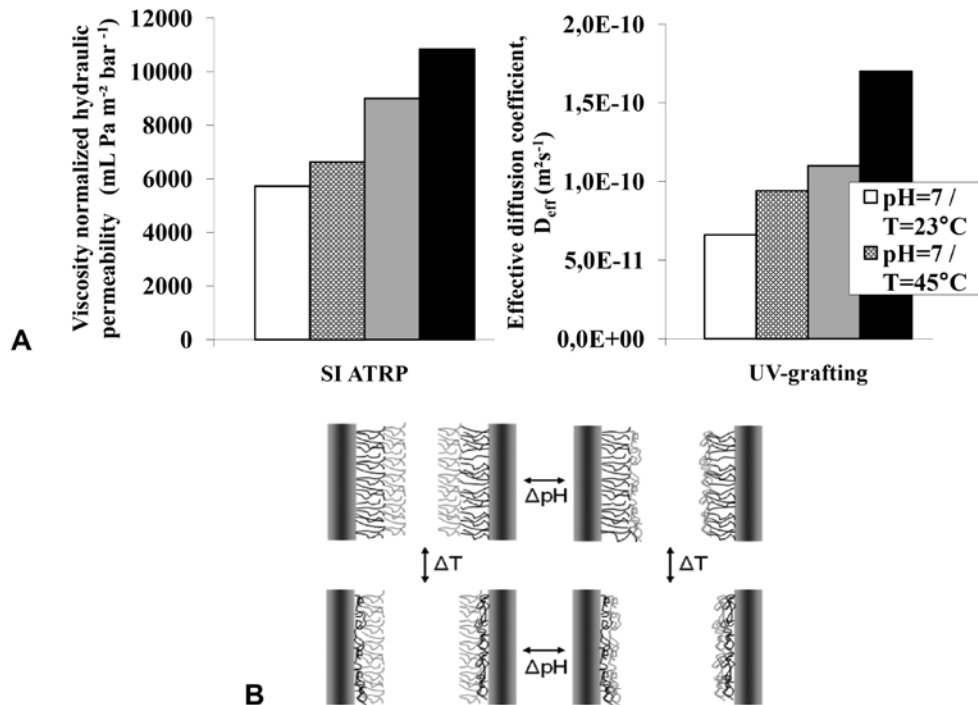 Viscosity normalized hydraulic
permeability (mL Pa m⁻² bar ⁻¹)
12000
10000
8000
6000
4000
2000
0
SI ATRP
Effective diffusion coefficient,
D_eff (m²s⁻¹)
2,0E-10
1,5E-10
1,0E-10
5,0E-11
0,0E+00
UV-grafting
pH=7 /
T=23°C
pH=7 /
T=45°C
A
ΔpH
ΔT
ΔT
ΔpH
B